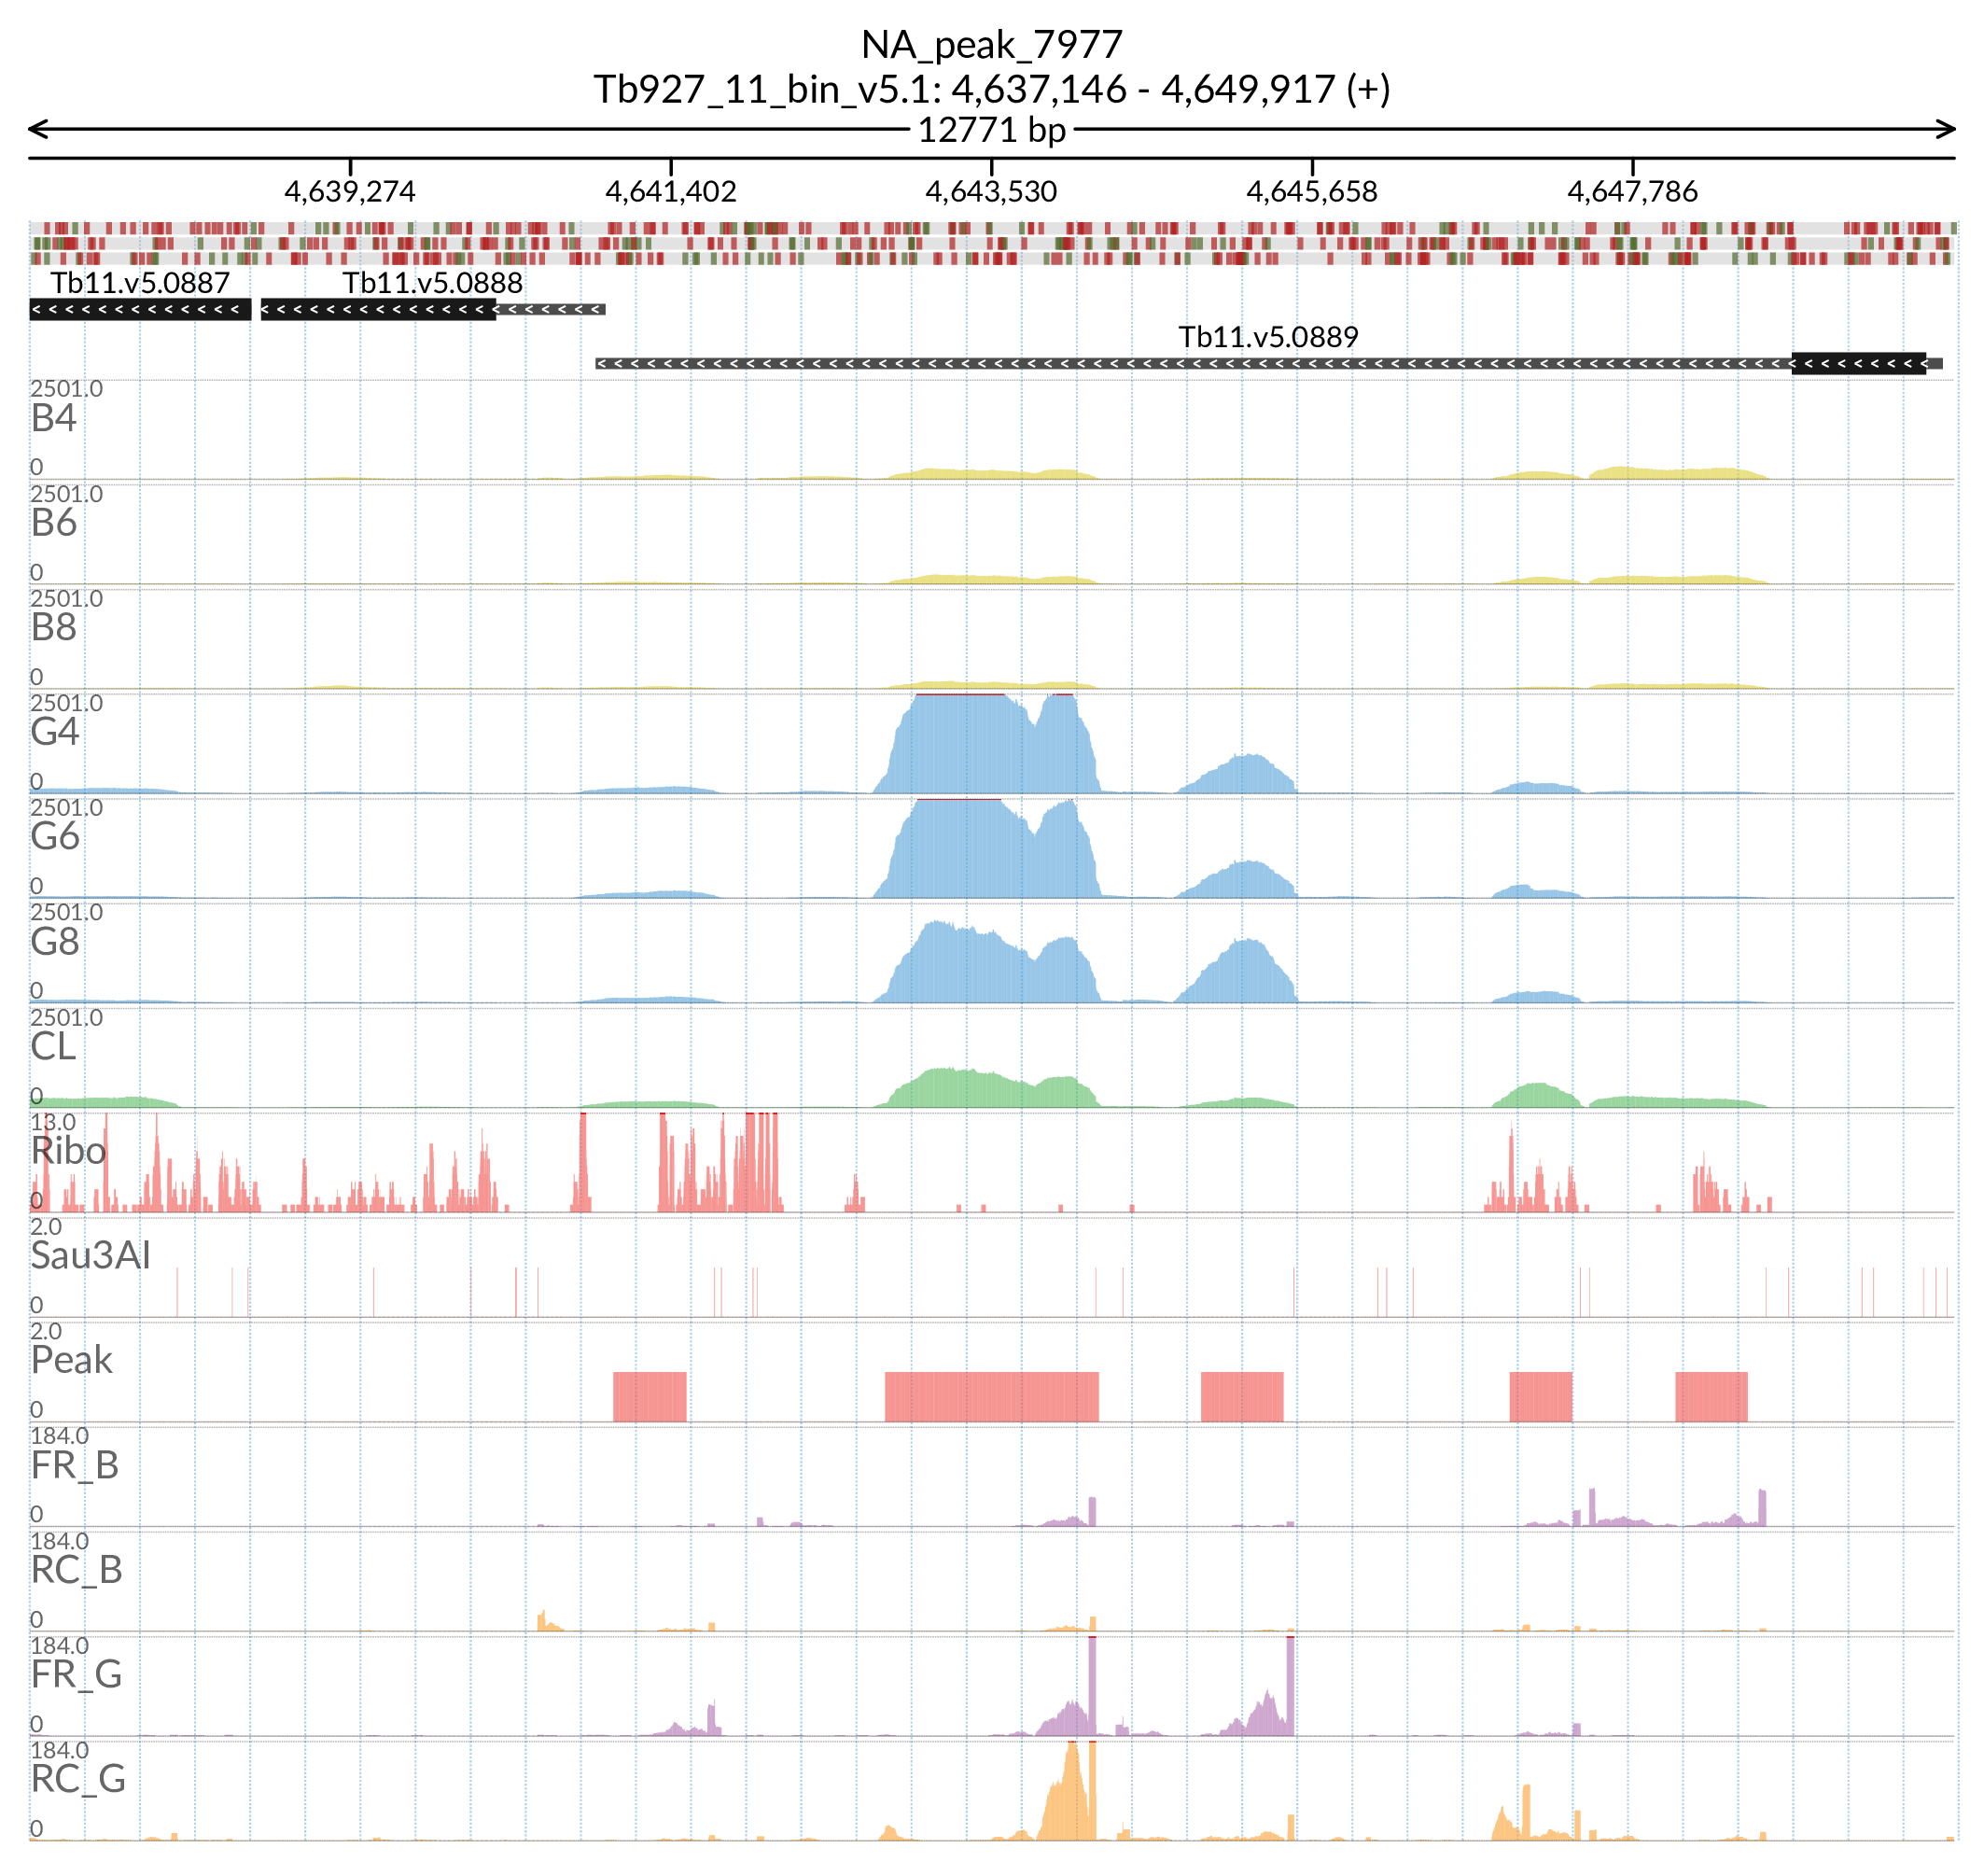 NA_peak_7977
Tb927_11_bin_v5.1: 4,637,146 - 4,649,917 (+)
12771 bp
4,639,274 4,641,402 4,643,530 4,645,658 4,647,786
Tb11.v5.0887 Tb11.v5.0888
Tb11.v5.0889
2501.0
B4
0
2501.0
B6
0
2501.0
B8
0
2501.0
G4
0
2501.0
G6
0
2501.0
G8
0
2501.0
CL
0
13.0
Ribo
0
2.0
Sau3AI
0
2.0
Peak
0
184.0
FR_B
0
184.0
RC_B
0
184.0
FR_G
0
184.0
RC_G
0